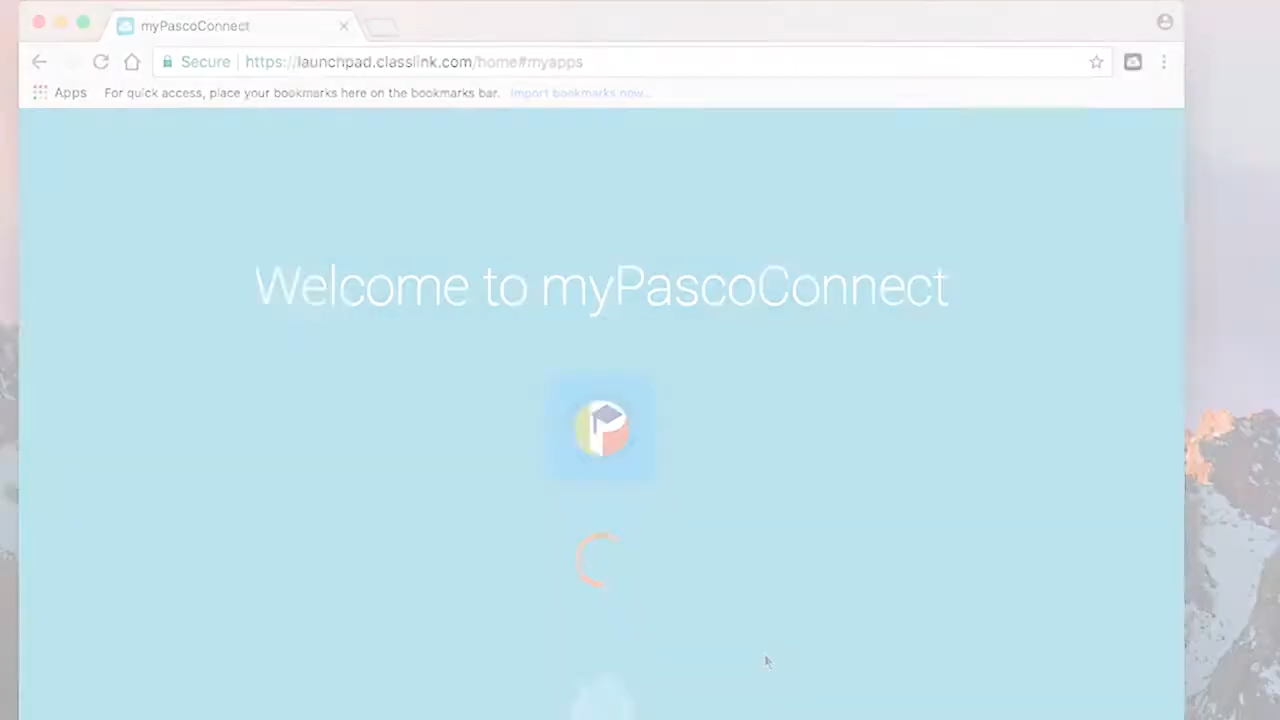 myPascoConnect
Secure | https://launchpad.classlink.com/home#myapps
Apps For quick access, place your bookmarks here on the bookmarks bar. Import bookmarks now...
Welcome to myPascoConnect